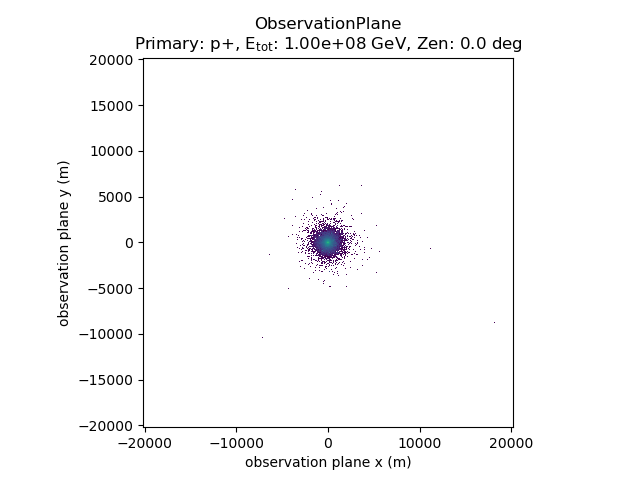 ObservationPlane
Primary: p+, E_tot: 1.00e+08 GeV, Zen: 0.0 deg
observation plane y (m)
20000
15000
10000
5000
0
−5000
−10000
−15000
−20000
−20000 −10000 0 10000 20000
observation plane x (m)